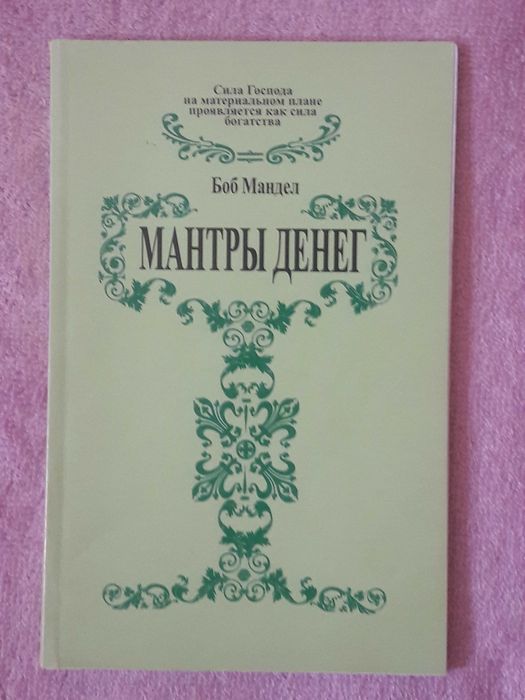 Сила Господа
на материальном плане
проявляется как сила
богатства
Боб Мандел
МАНТРЫ ДЕНЕГ